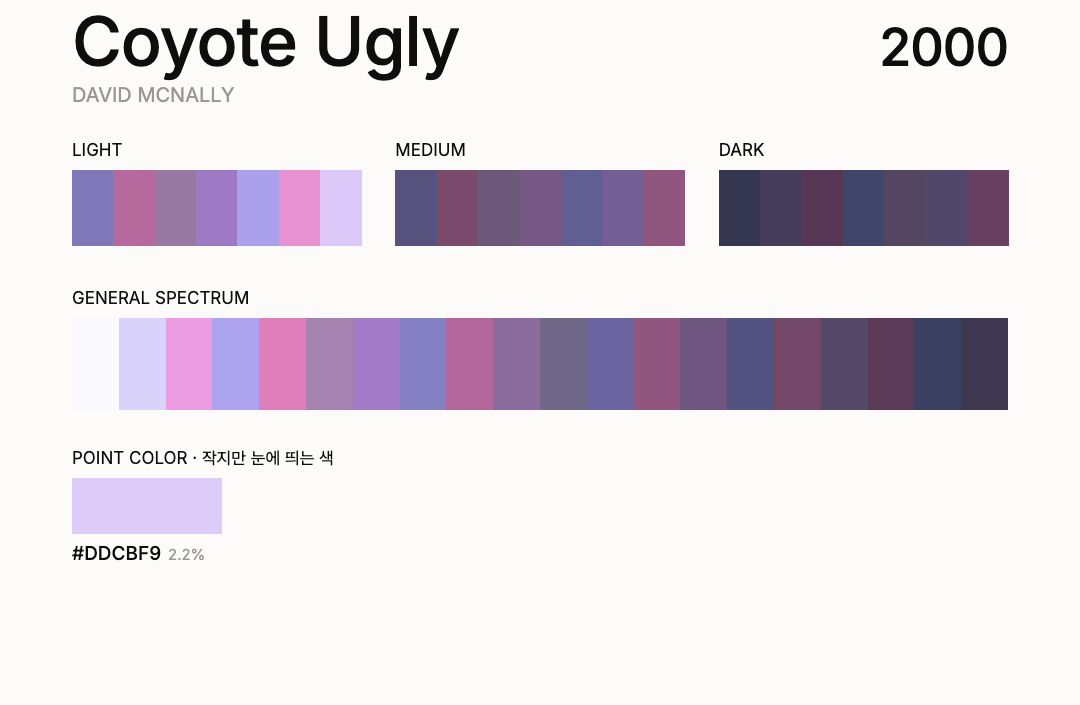 Coyote Ugly 2000
DAVID MCNALLY
LIGHT MEDIUM DARK
GENERAL SPECTRUM
POINT COLOR · 작지만 눈에 띄는 색
#DDCBF9 2.2%